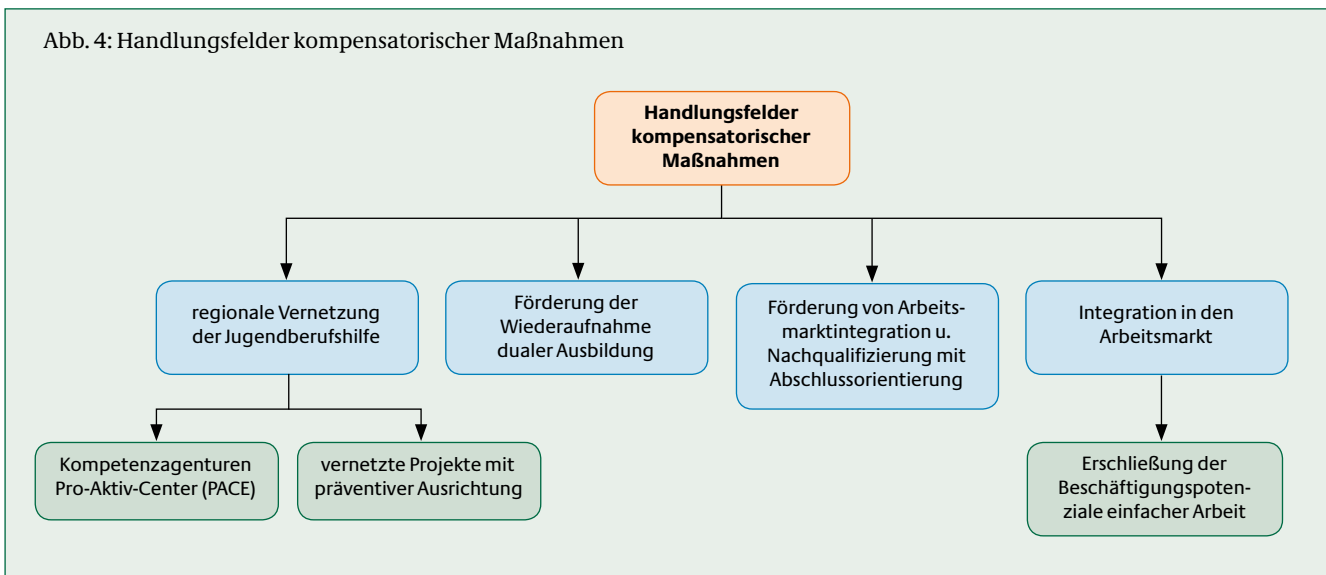 Abb. 4: Handlungsfelder kompensatorischer Maßnahmen
Handlungsfelder
kompensatorischer
Maßnahmen
regionale Vernetzung
der Jugendberufshilfe
Förderung der
Wiederaufnahme
dualer Ausbildung
Förderung von Arbeits-
marktintegration u.
Nachqualifizierung mit
Abschlussorientierung
Integration in den
Arbeitsmarkt
Kompetenzagenturen
Pro-Aktiv-Center (PACE)
vernetzte Projekte mit
präventiver Ausrichtung
Erschließung der
Beschäftigungspoten-
ziale einfacher Arbeit